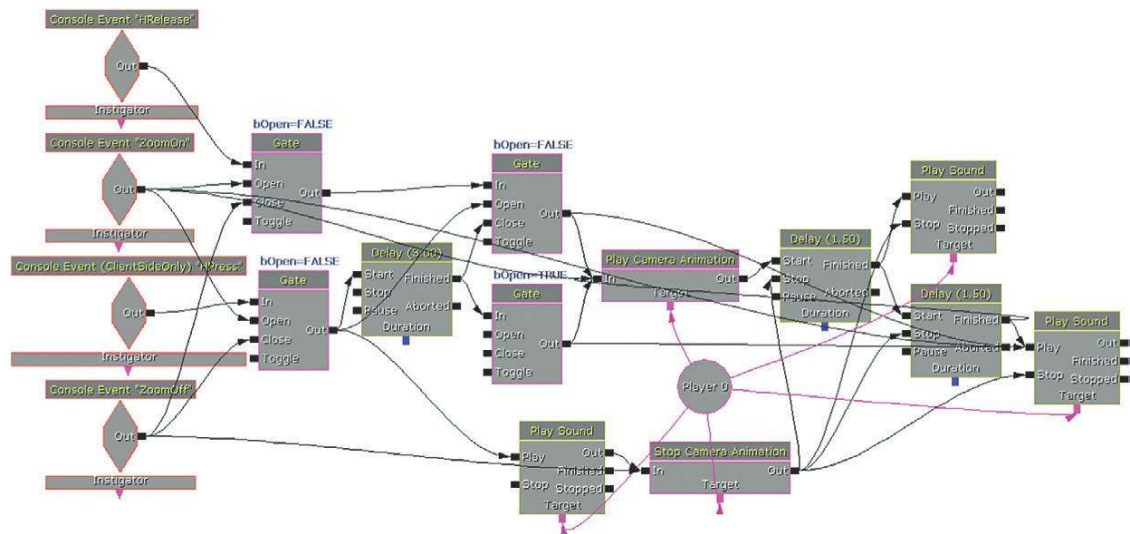 Console Event "HRelease"
Out
Instigator
Console Event "ZoomOn"
Out
Instigator
Console Event (ClientSideOnly) "HPress"
Out
Console Event "ZoomOff"
Out
Instigator
bOpen=FALSE
Gate
In
Open
Close
Toggle
Out
bOpen=FALSE
Gate
In
Open
Close
Toggle
Out
Delay (3.00)
Start
Stop
Pause
Finished
Aborted
Duration
bOpen=FALSE
Gate
In
Open
Close
Toggle
Out
bOpen=TRUE
Gate
In
Open
Close
Toggle
Out
Play Camera Animation
In
Out
Target
Delay (1.50)
Start
Stop
Pause
Finished
Aborted
Duration
Play Sound
Play
Stop
Out
Finished
Stopped
Target
Delay (1.50)
Start
Stop
Pause
Finished
Aborted
Duration
Play Sound
Play
Stop
Out
Finished
Stopped
Target
Player 0
Play Sound
Play
Stop
Out
Finished
Stopped
Target
Stop Camera Animation
In
Out
Target